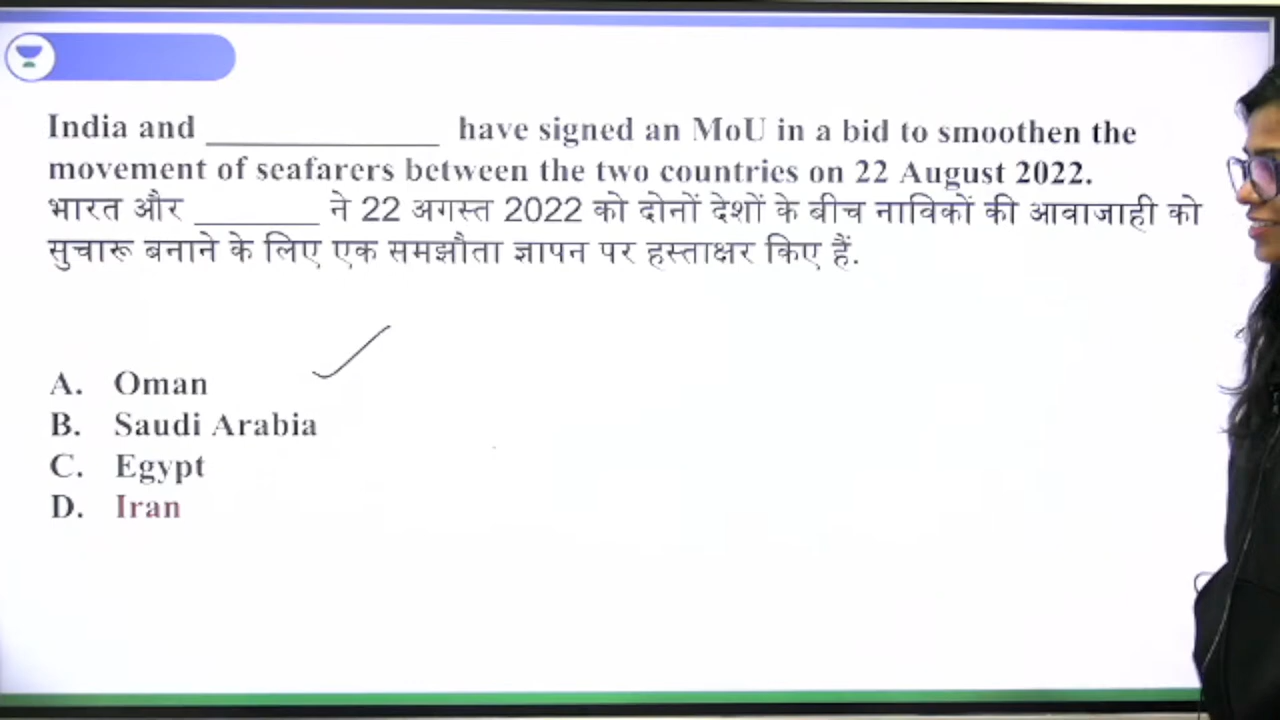 India and ____________ have signed an MoU in a bid to smoothen the
movement of seafarers between the two countries on 22 August 2022.
भारत और ________ ने 22 अगस्त 2022 को दोनों देशों के बीच नाविकों की आवाजाही को
सुचारू बनाने के लिए एक समझौता ज्ञापन पर हस्ताक्षर किए हैं.
A. Oman
B. Saudi Arabia
C. Egypt
D. Iran